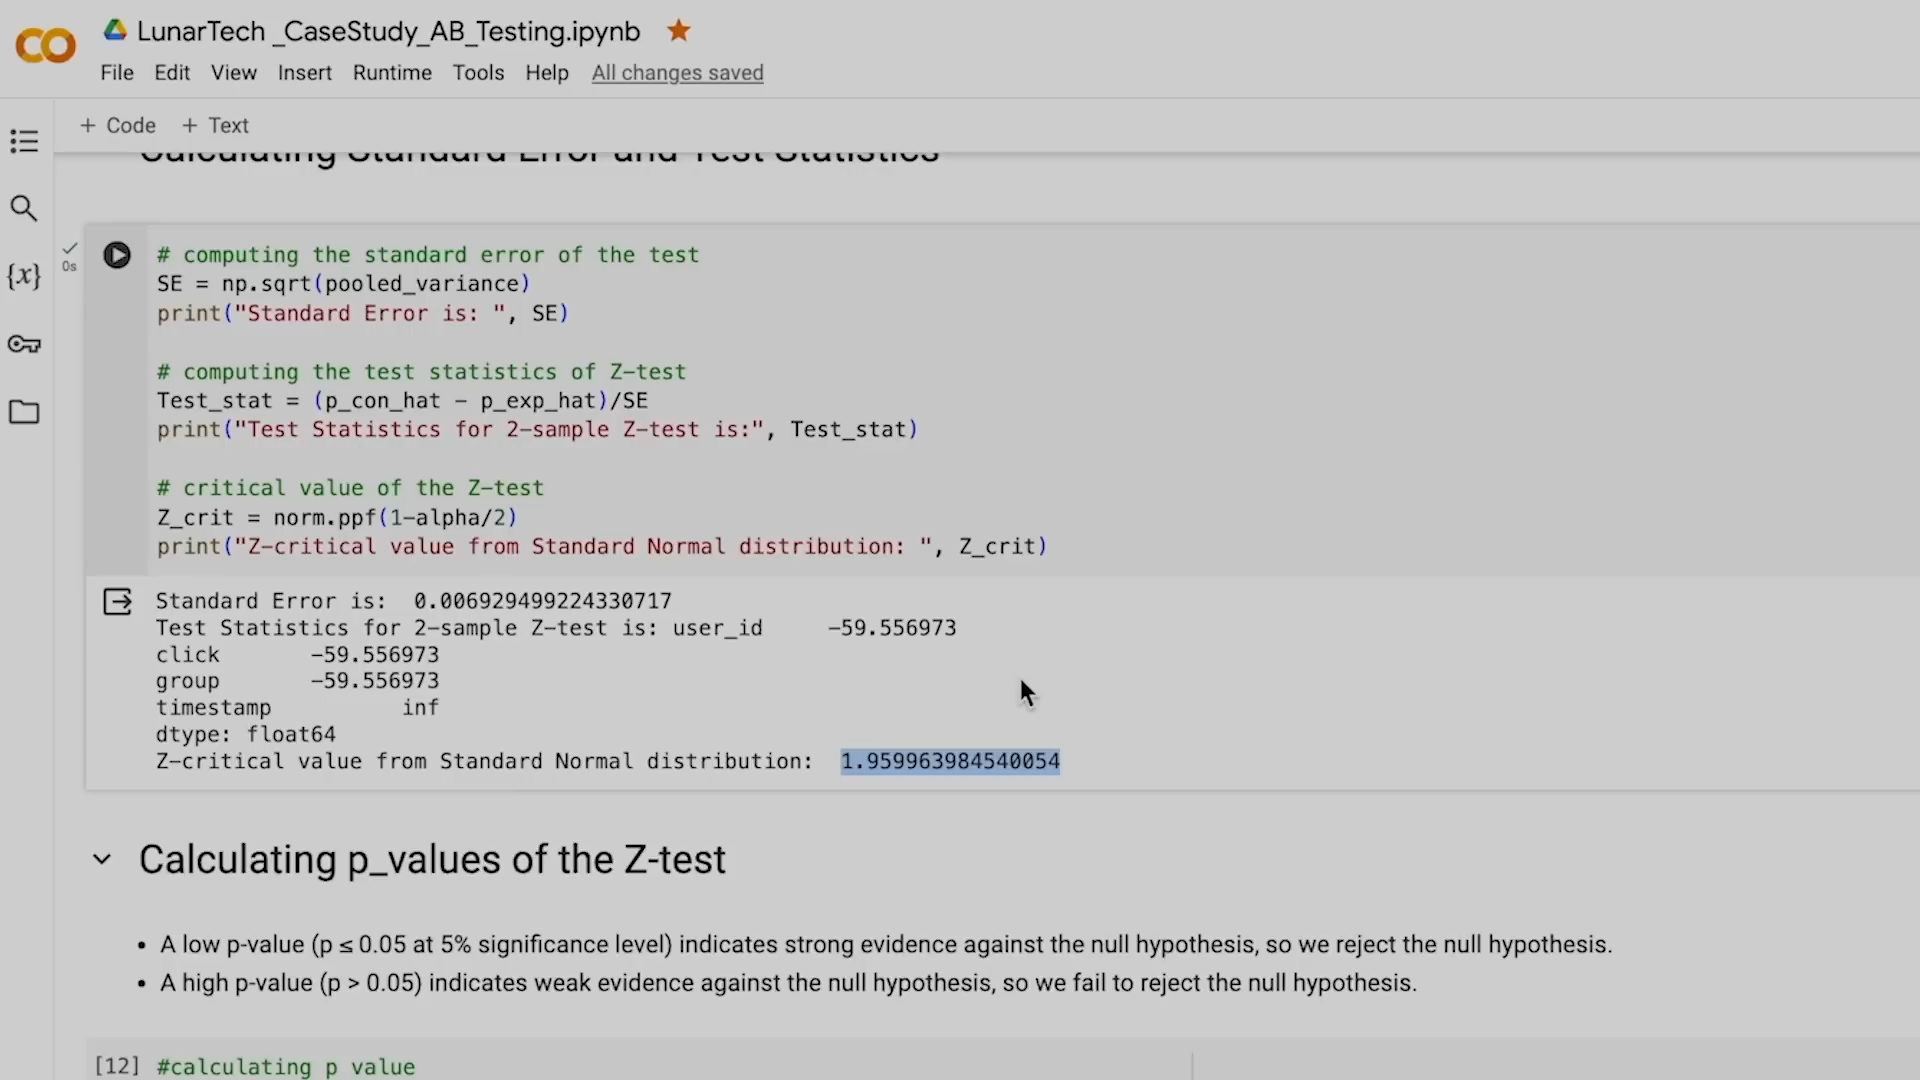 LunarTech _CaseStudy_AB_Testing.ipynb
File Edit View Insert Runtime Tools Help All changes saved
+ Code + Text
Calculating Standard Error and Test Statistics
0s
# computing the standard error of the test
SE = np.sqrt(pooled_variance)
print("Standard Error is: ", SE)
# computing the test statistics of Z-test
Test_stat = (p_con_hat - p_exp_hat)/SE
print("Test Statistics for 2-sample Z-test is:", Test_stat)
# critical value of the Z-test
Z_crit = norm.ppf(1-alpha/2)
print("Z-critical value from Standard Normal distribution: ", Z_crit)
Standard Error is:  0.006929499224330717
Test Statistics for 2-sample Z-test is: user_id     -59.556973
click       -59.556973
group       -59.556973
timestamp          inf
dtype: float64
Z-critical value from Standard Normal distribution:  1.959963984540054
Calculating p_values of the Z-test
• A low p-value (p ≤ 0.05 at 5% significance level) indicates strong evidence against the null hypothesis, so we reject the null hypothesis.
• A high p-value (p > 0.05) indicates weak evidence against the null hypothesis, so we fail to reject the null hypothesis.
[12] #calculating p value